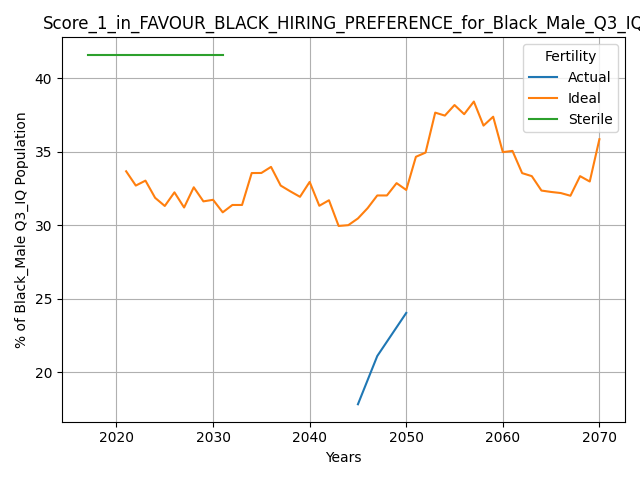 Score_1_in_FAVOUR_BLACK_HIRING_PREFERENCE_for_Black_Male_Q3_IQ
% of Black_Male Q3_IQ Population
40
35
30
25
20
Fertility
Actual
Ideal
Sterile
2020 2030 2040 2050 2060 2070
Years